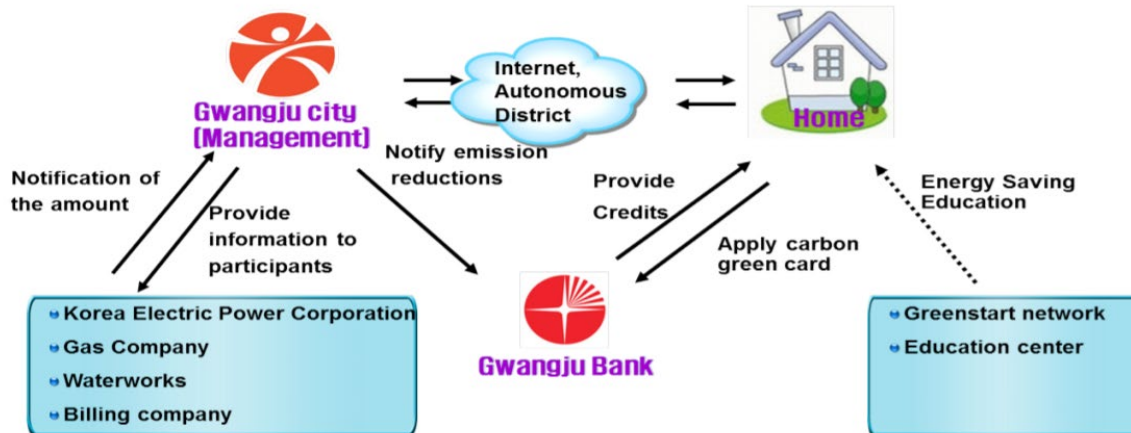 Internet,
Autonomous
District
Gwangju city
(Management)
Home
Notify emission
reductions
Notification of
the amount
Provide
information to
participants
Provide
Credits
Apply carbon
green card
Energy Saving
Education
Korea Electric Power Corporation
Gas Company
Waterworks
Billing company
Gwangju Bank
Greenstart network
Education center